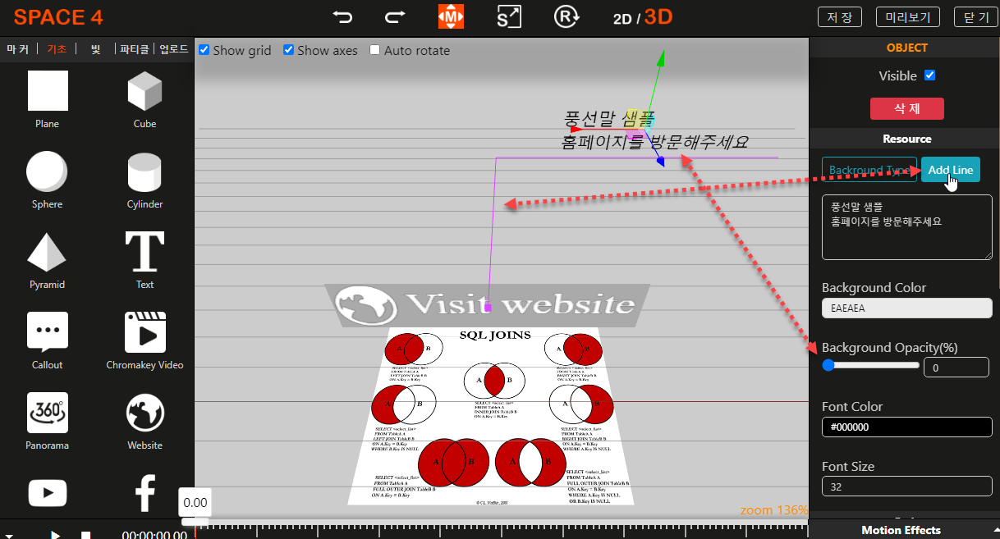 SPACE 4
S
R
2D / 3D
저 장
미리보기
닫 기
마 커
기초
빛
파티클
업로드
Show grid
Show axes
Auto rotate
OBJECT
Visible
삭 제
Resource
Backround Type
Add Line
풍선말 샘플
홈페이지를 방문해주세요
Background Color
EAEAEA
Background Opacity(%)
0
Font Color
#000000
Font Size
32
Motion Effects
Plane
Cube
Sphere
Cylinder
Pyramid
T
Text
Callout
Chromakey Video
360°
Panorama
Website
풍선말 샘플
홈페이지를 방문해주세요
Visit website
SQL JOINS
A B
A B
SELECT <select_list>
FROM TableA A
LEFT JOIN TableB B
ON A.Key = B.Key
SELECT <select_list>
FROM TableA A
RIGHT JOIN TableB B
ON A.Key = B.Key
A B
SELECT <select_list>
FROM TableA A
INNER JOIN TableB B
ON A.Key = B.Key
A B
A B
SELECT <select_list>
FROM TableA A
LEFT JOIN TableB B
ON A.Key = B.Key
WHERE B.Key IS NULL
SELECT <select_list>
FROM TableA A
RIGHT JOIN TableB B
ON A.Key = B.Key
WHERE A.Key IS NULL
A B
A B
SELECT <select_list>
FROM TableA A
FULL OUTER JOIN TableB B
ON A.Key = B.Key
SELECT <select_list>
FROM TableA A
FULL OUTER JOIN TableB B
ON A.Key = B.Key
WHERE A.Key IS NULL
OR B.Key IS NULL
© C.L. Moffatt, 2008
0.00
zoom 136%
00:00:00.00